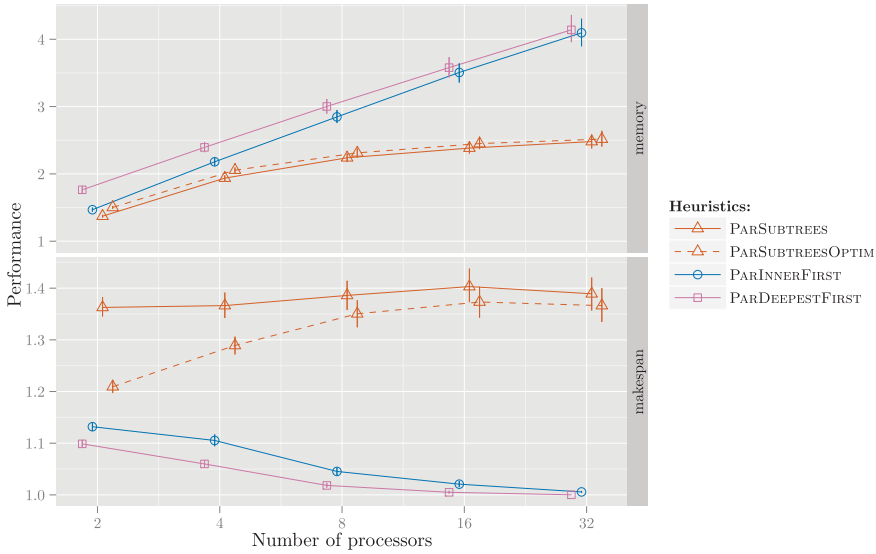 Performance
4
3
2
1
memory
1.4
1.3
1.2
1.1
1.0
makespan
2 4 8 16 32
Number of processors
Heuristics:
PARSUBTREES
PARSUBTREESOPTIM
PARINNERFIRST
PARDEEPESTFIRST